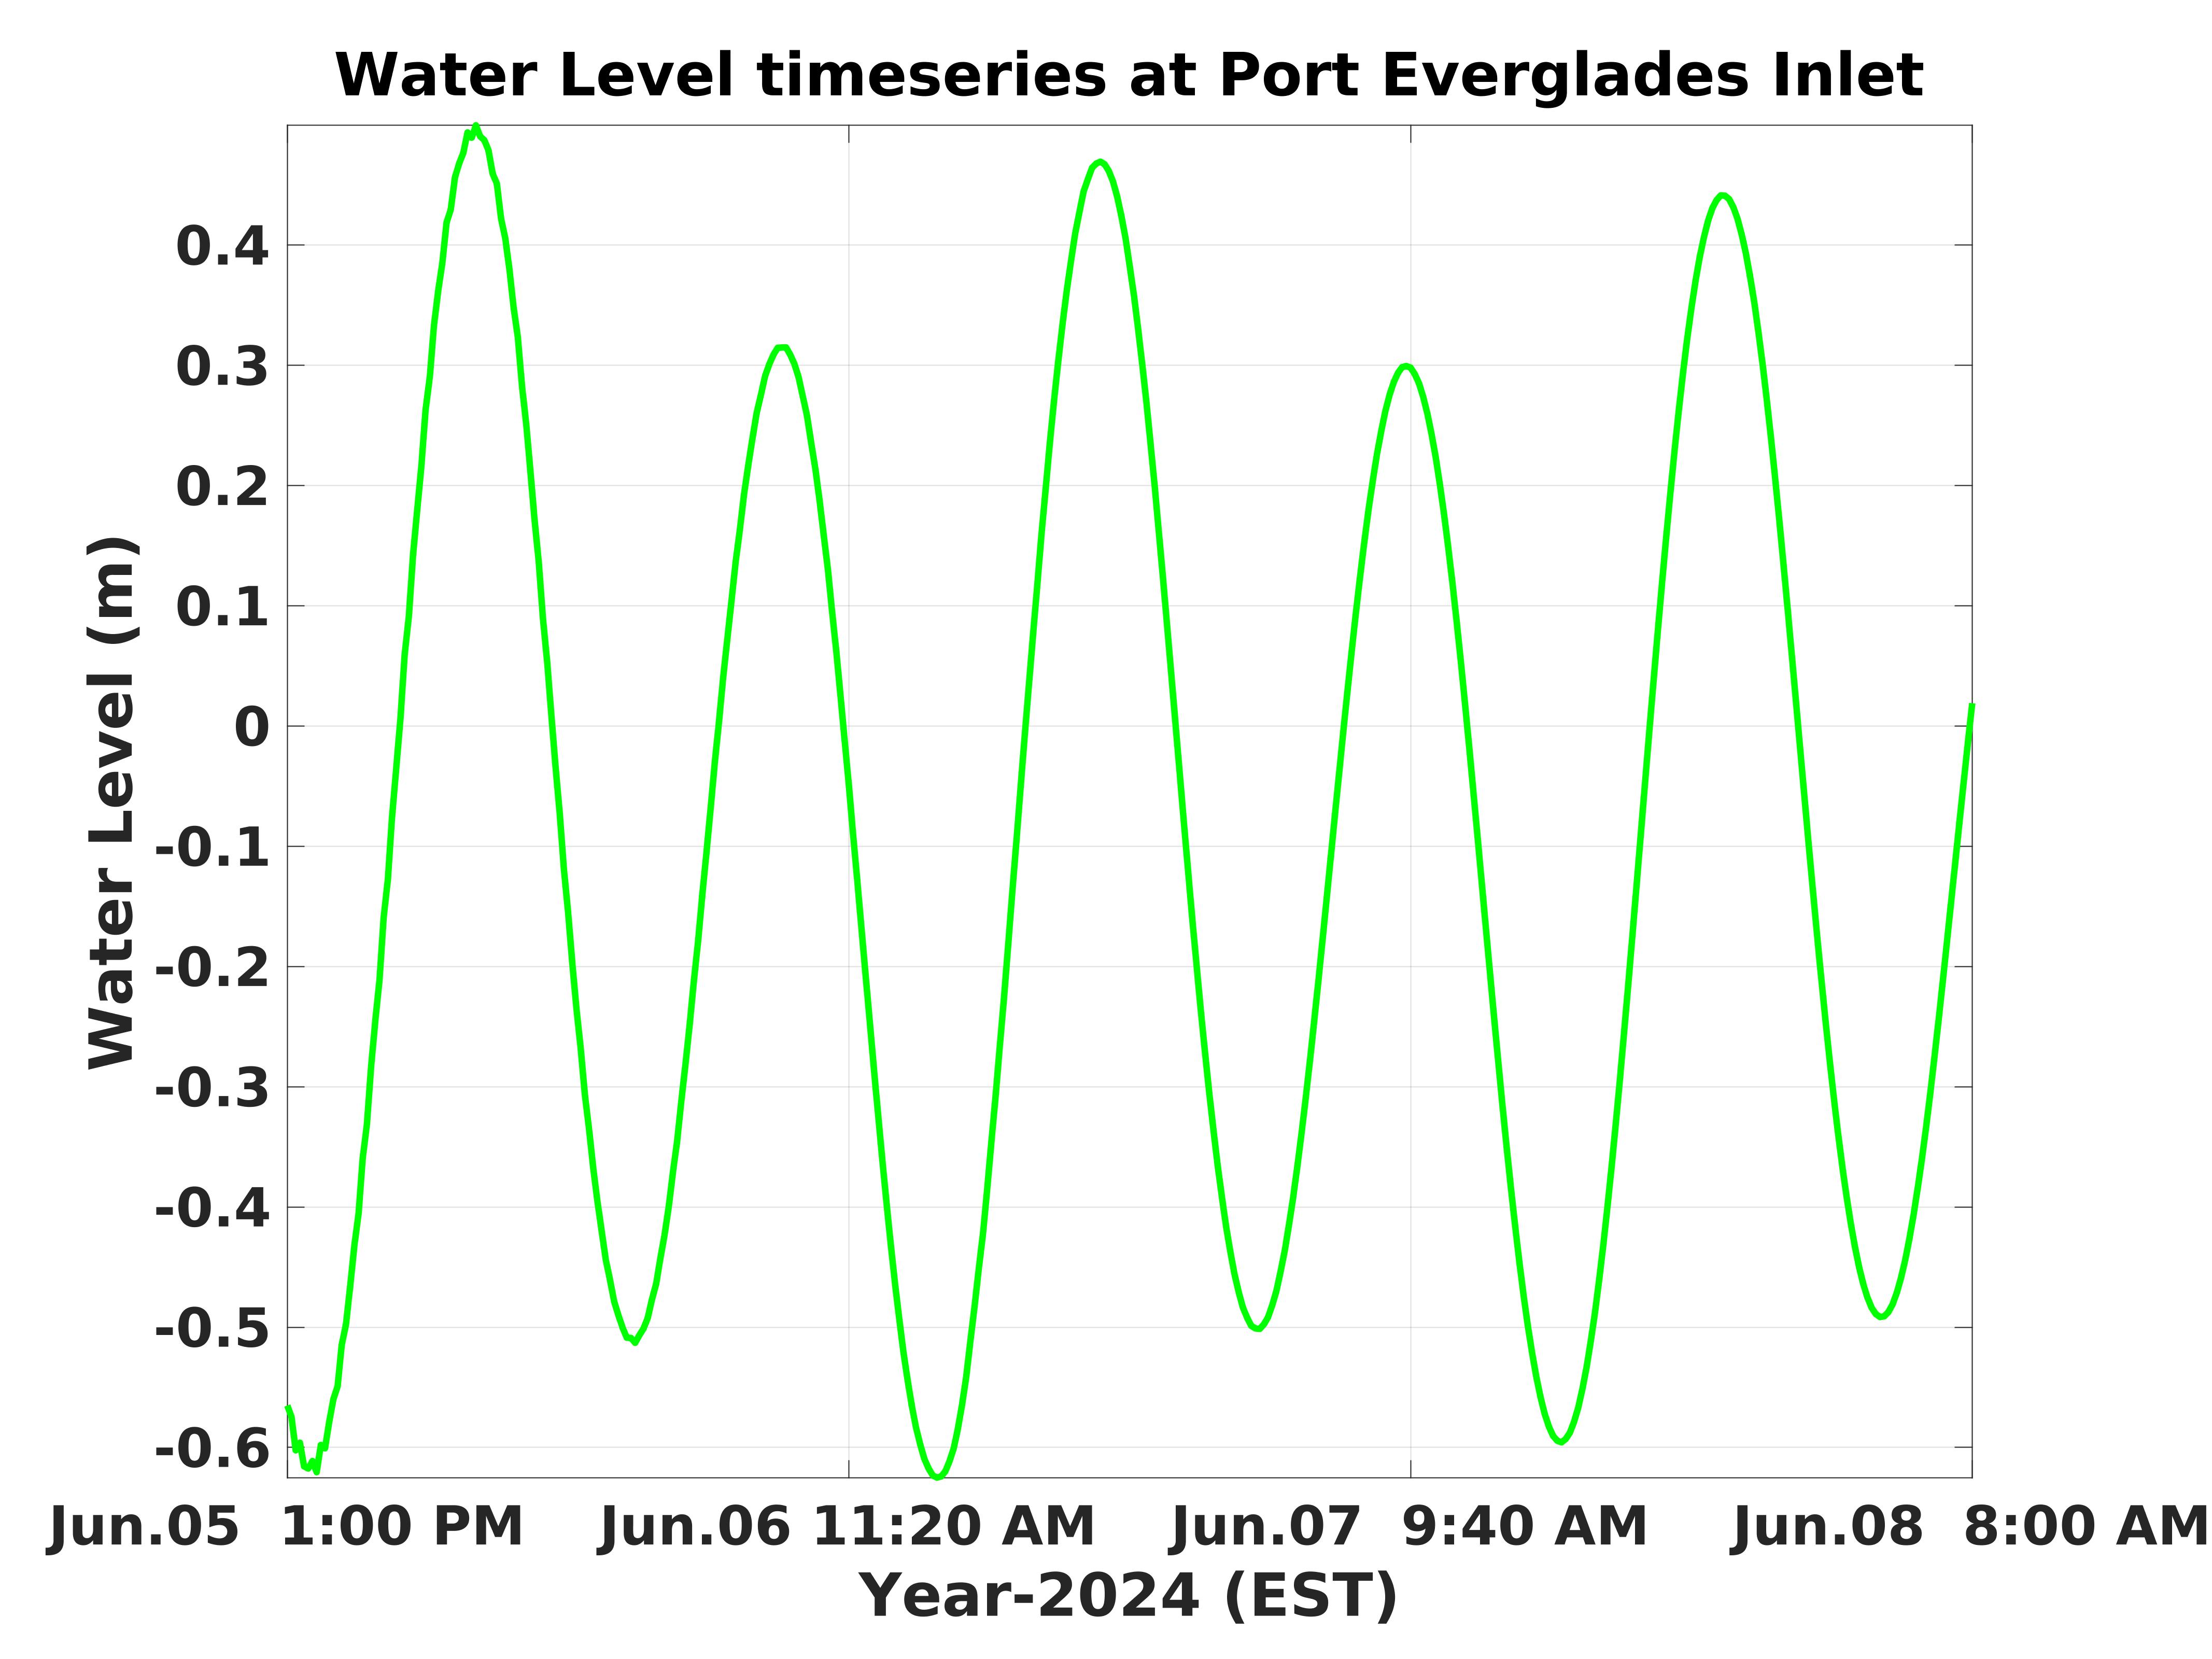 Water Level timeseries at Port Everglades Inlet
0.4
0.3
0.2
0.1
0
-0.1
-0.2
-0.3
-0.4
-0.5
-0.6
Water Level (m)
Jun.05 1:00 PM Jun.06 11:20 AM Jun.07 9:40 AM Jun.08 8:00 AM
Year-2024 (EST)